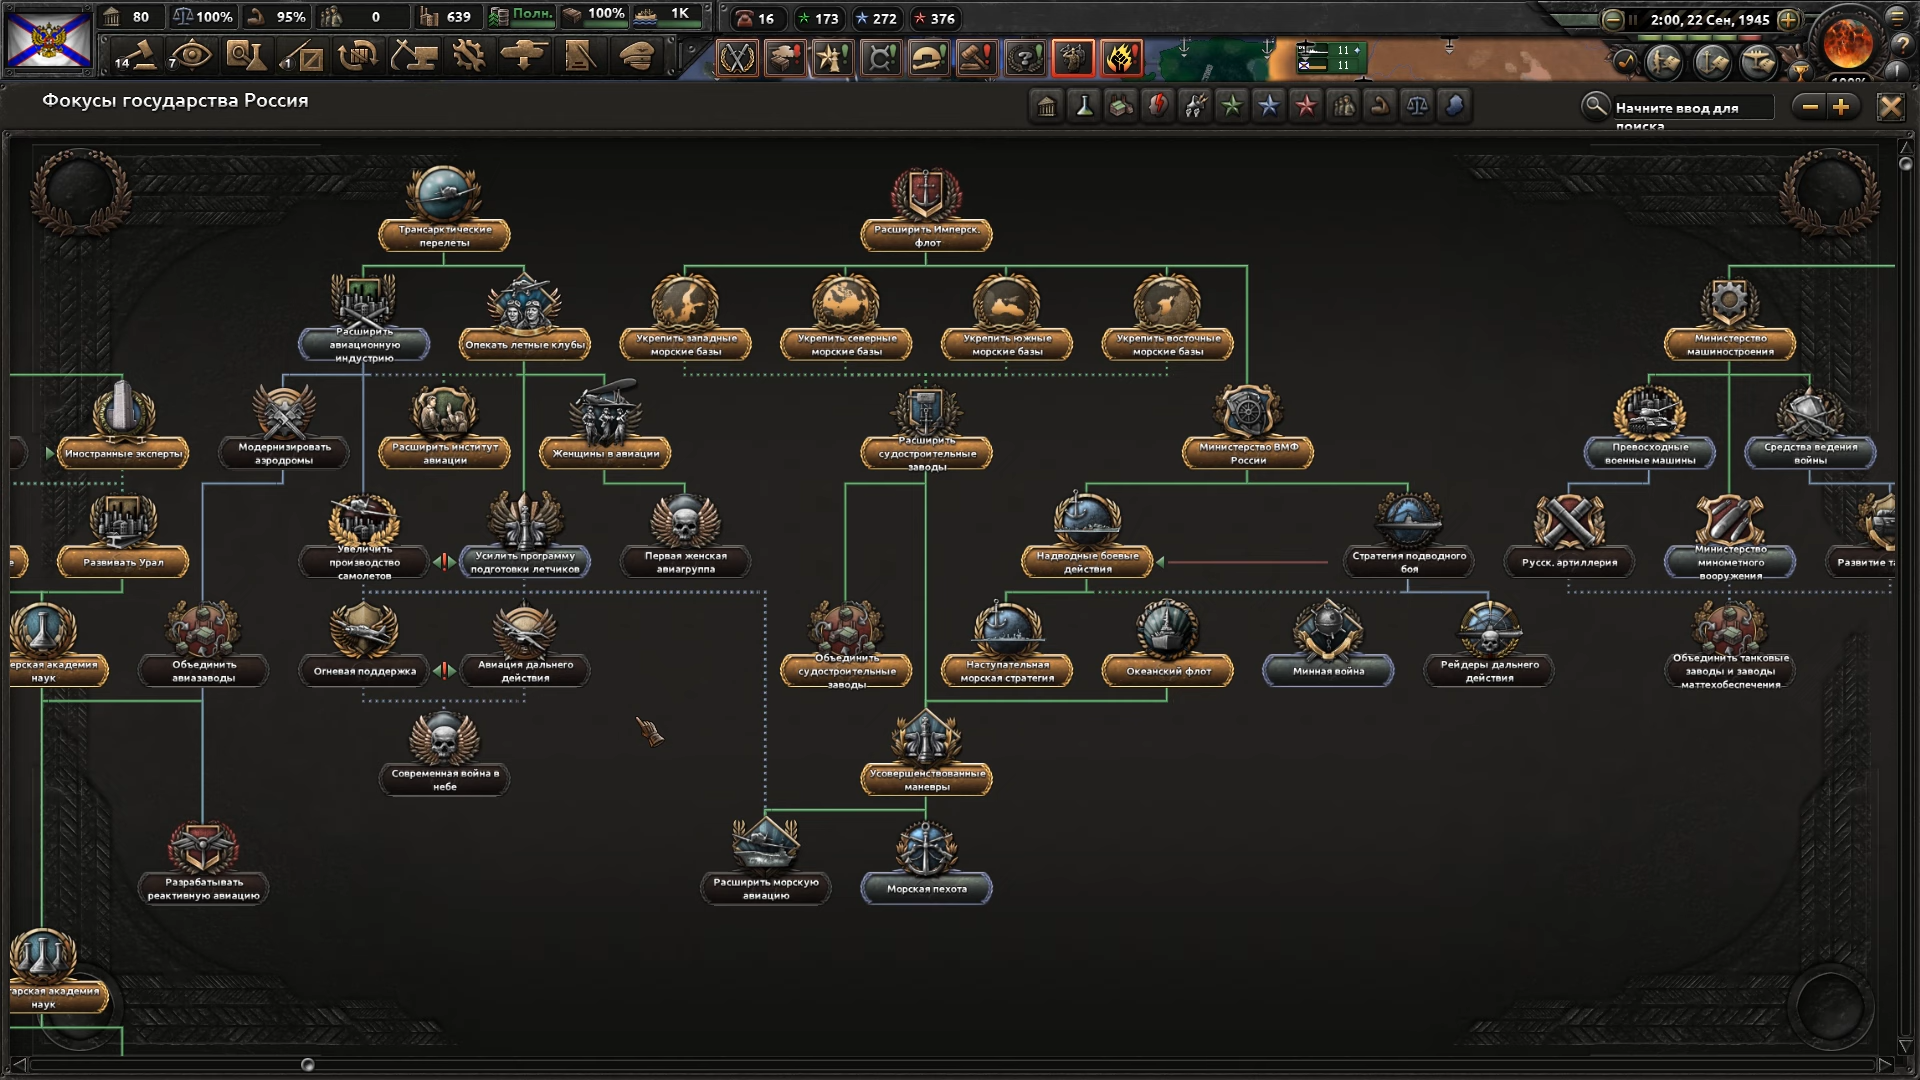 80
100%
95%
0
639
Полн.
100%
1K
16
173
272
376
2:00, 22 Сен, 1945
14
7
1
11
11
100%
Фокусы государства Россия
Начните ввод для
поиска
Трансарктические
перелеты
Расширить Имперск.
флот
Расширить
авиационную
индустрию
Опекать летные клубы
Укрепить западные
морские базы
Укрепить северные
морские базы
Укрепить южные
морские базы
Укрепить восточные
морские базы
Министерство
машиностроения
Иностранные эксперты
Модернизировать
аэродромы
Расширить институт
авиации
Женщины в авиации
Расширить
судостроительные
заводы
Министерство ВМФ
России
Превосходные
военные машины
Средства ведения
войны
Развивать Урал
Увеличить
производство
самолетов
Усилить программу
подготовки летчиков
Первая женская
авиагруппа
Надводные боевые
действия
Стратегия подводного
боя
Русск. артиллерия
Министерство
минометного
вооружения
Развитие та
ерская академия
наук
Объединить
авиазаводы
Огневая поддержка
Авиация дальнего
действия
Объединить
судостроительные
заводы
Наступательная
морская стратегия
Океанский флот
Минная война
Рейдеры дальнего
действия
Объединить танковые
заводы и заводы
маттехобеспечения
Современная война в
небе
Усовершенствованные
маневры
Разрабатывать
реактивную авиацию
Расширить морскую
авиацию
Морская пехота
арская академия
наук